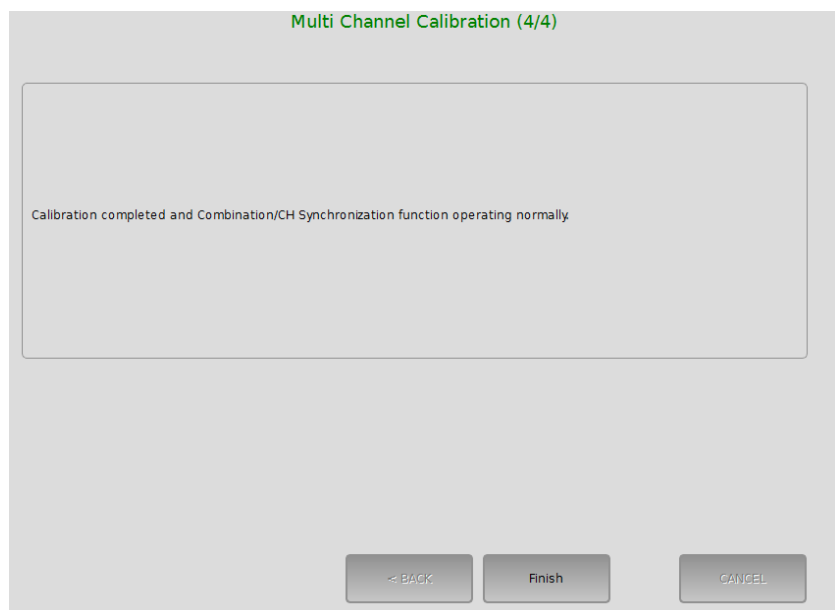 Multi Channel Calibration (4/4)
Calibration completed and Combination/CH Synchronization function operating normally.
< BACK
Finish
CANCEL